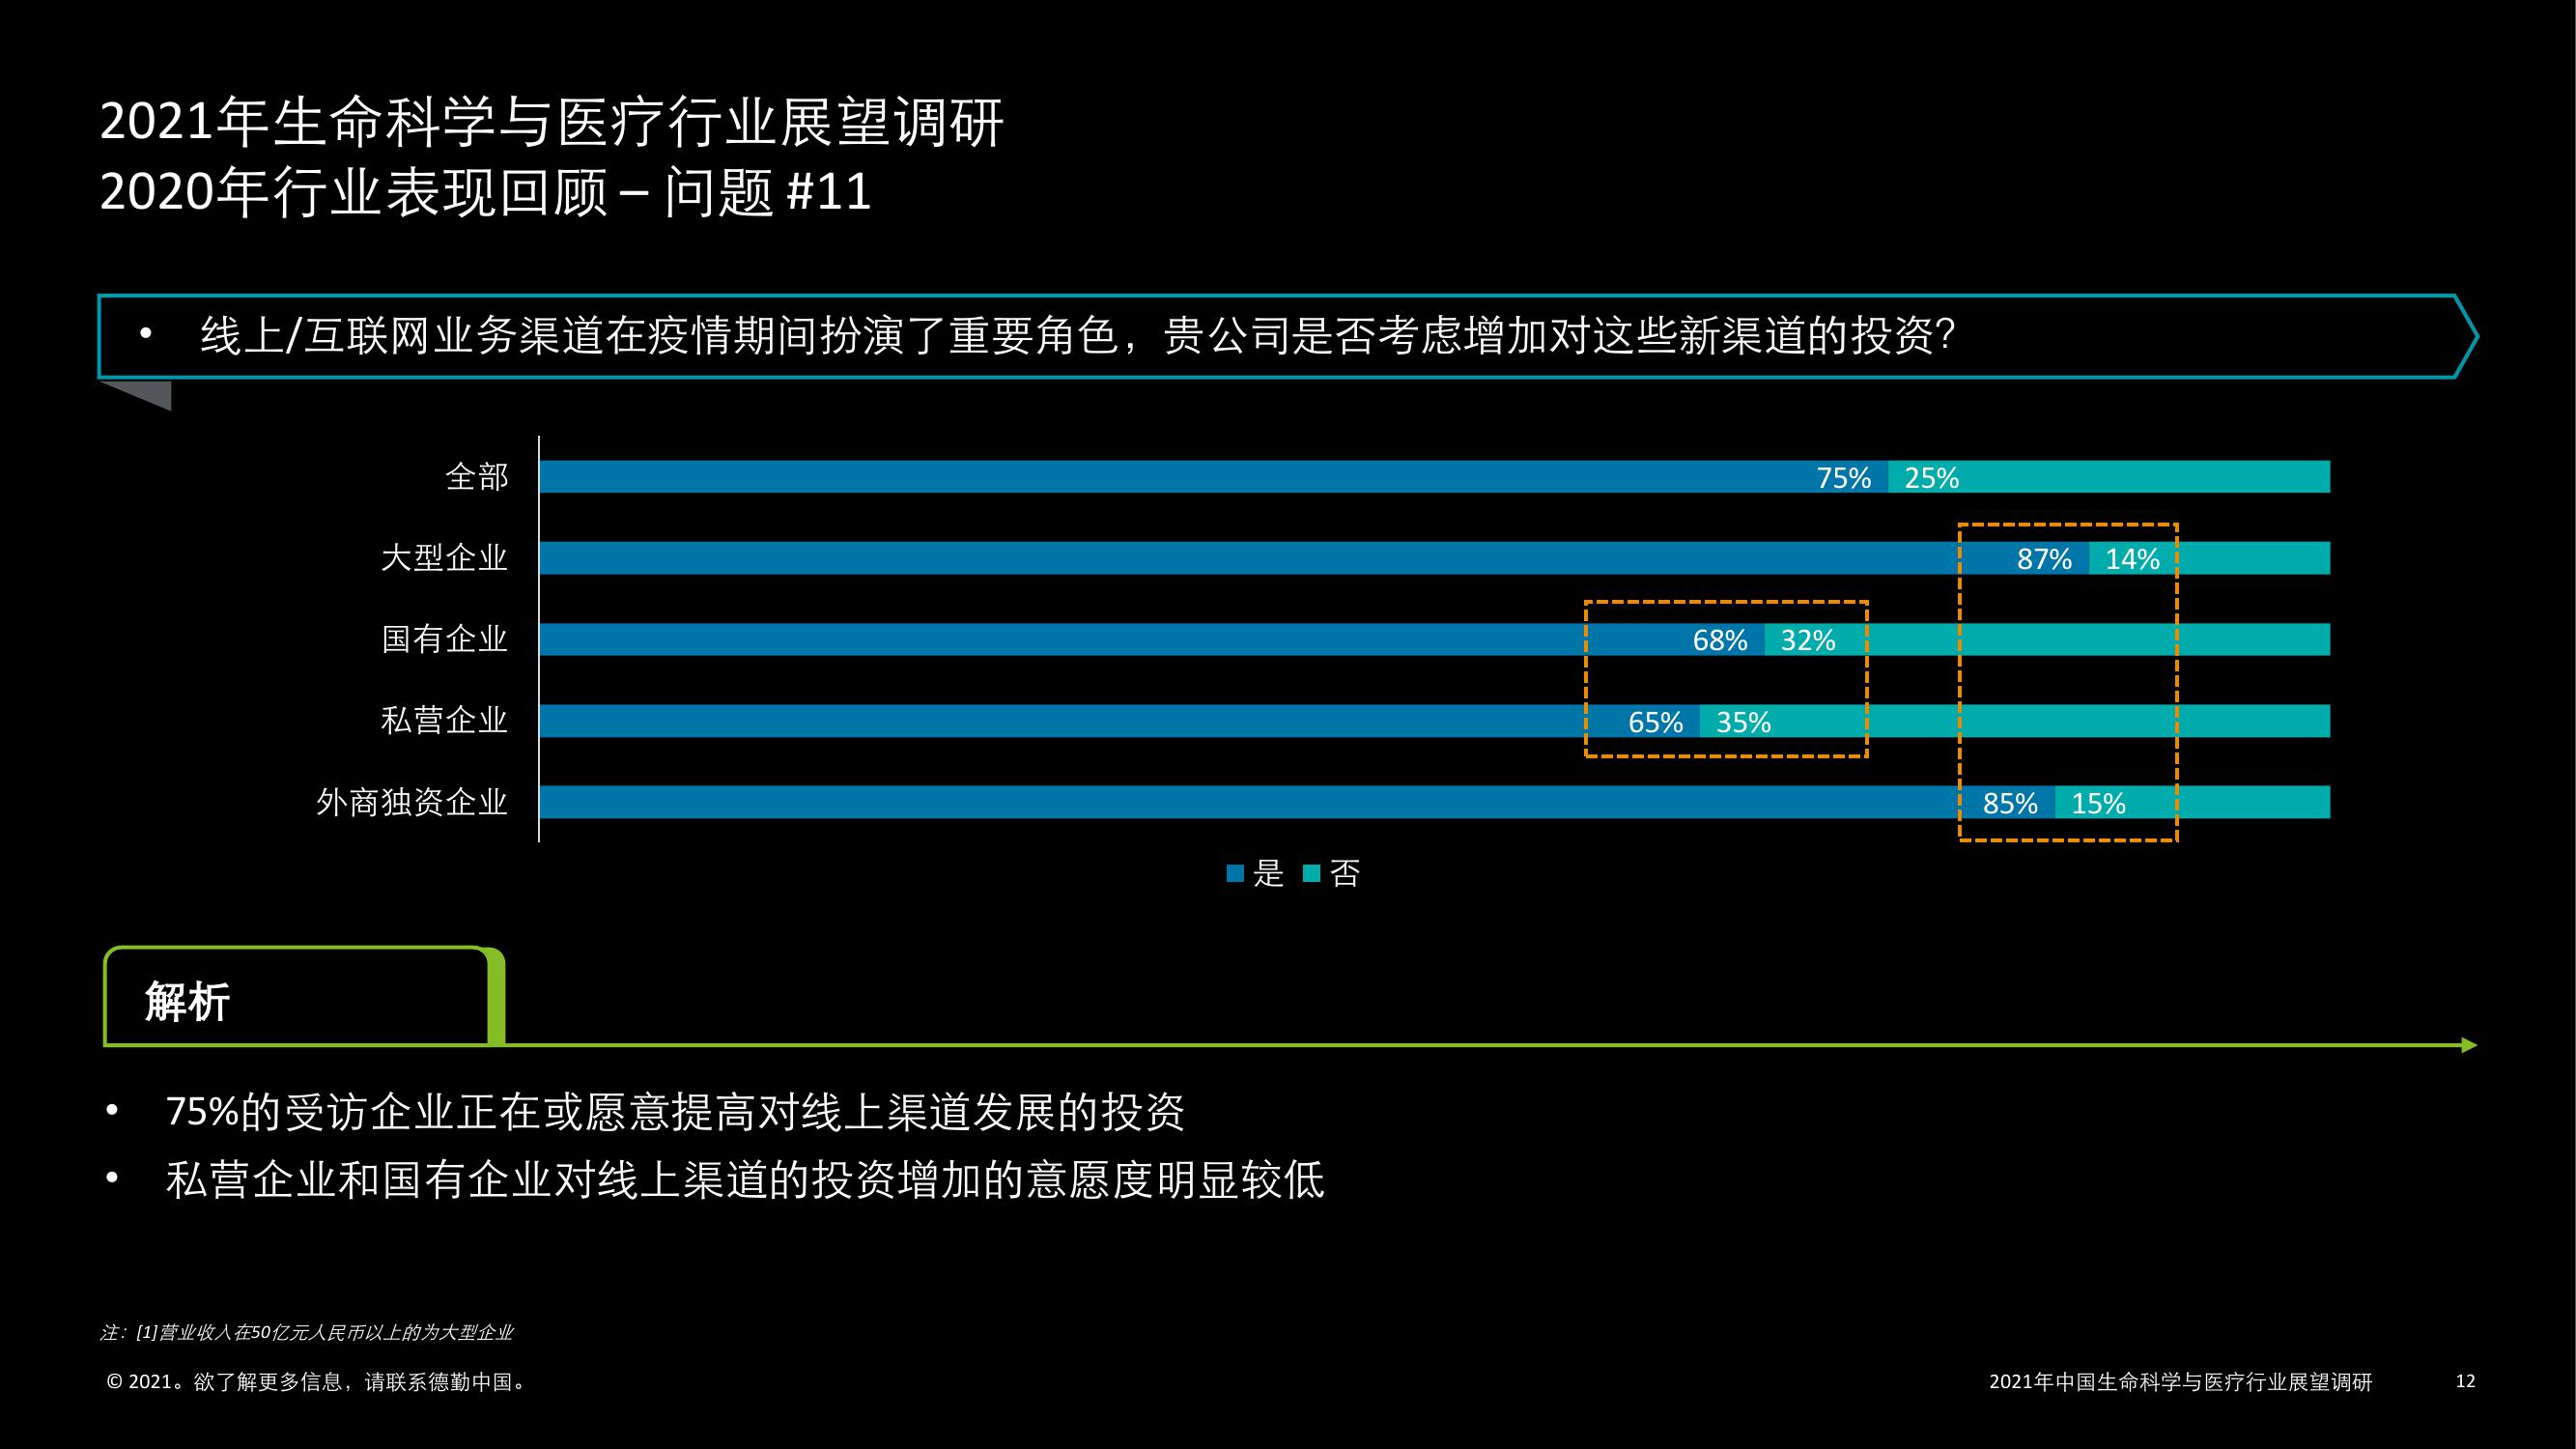 2021年生命科学与医疗行业展望调研
2020年行业表现回顾 – 问题 #11
• 线上/互联网业务渠道在疫情期间扮演了重要角色，贵公司是否考虑增加对这些新渠道的投资？
全部 75% 25%
大型企业 87% 14%
国有企业 68% 32%
私营企业 65% 35%
外商独资企业 85% 15%
是 否
解析
• 75%的受访企业正在或愿意提高对线上渠道发展的投资
• 私营企业和国有企业对线上渠道的投资增加的意愿度明显较低
注：[1]营业收入在50亿元人民币以上的为大型企业
© 2021。欲了解更多信息，请联系德勤中国。
2021年中国生命科学与医疗行业展望调研 12